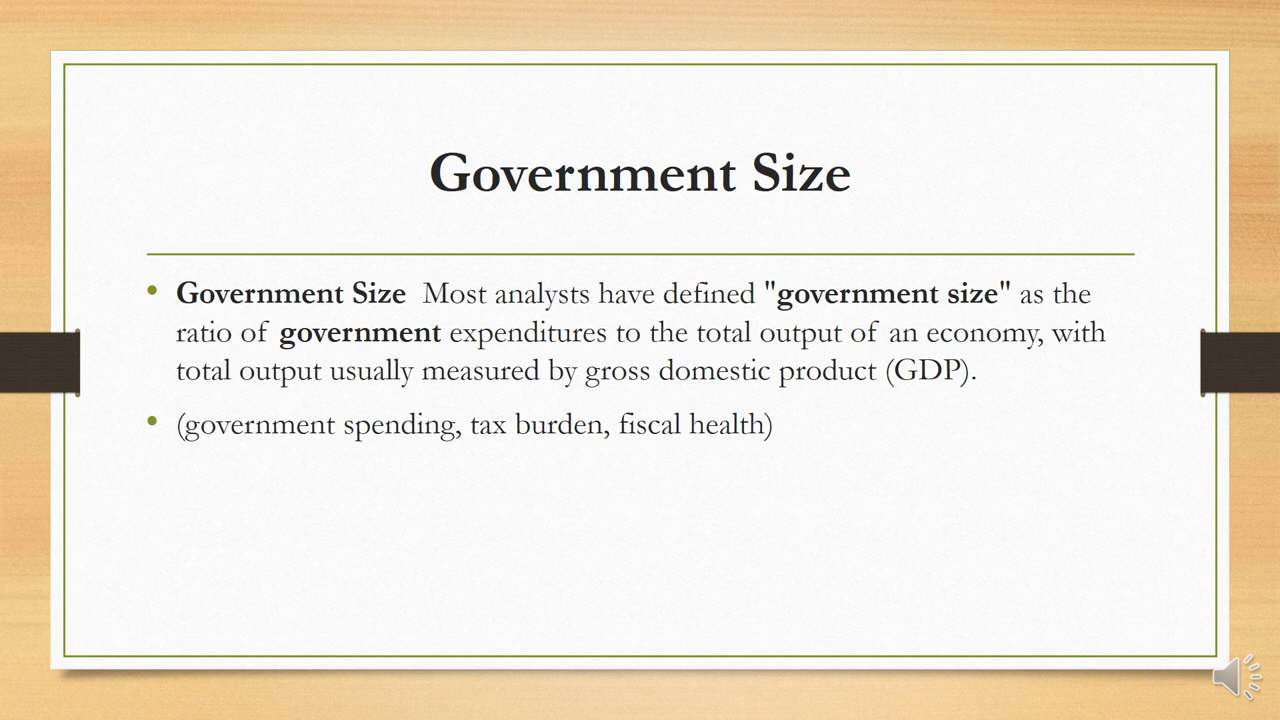 Government Size
• Government Size  Most analysts have defined "government size" as the
ratio of government expenditures to the total output of an economy, with
total output usually measured by gross domestic product (GDP).
• (government spending, tax burden, fiscal health)